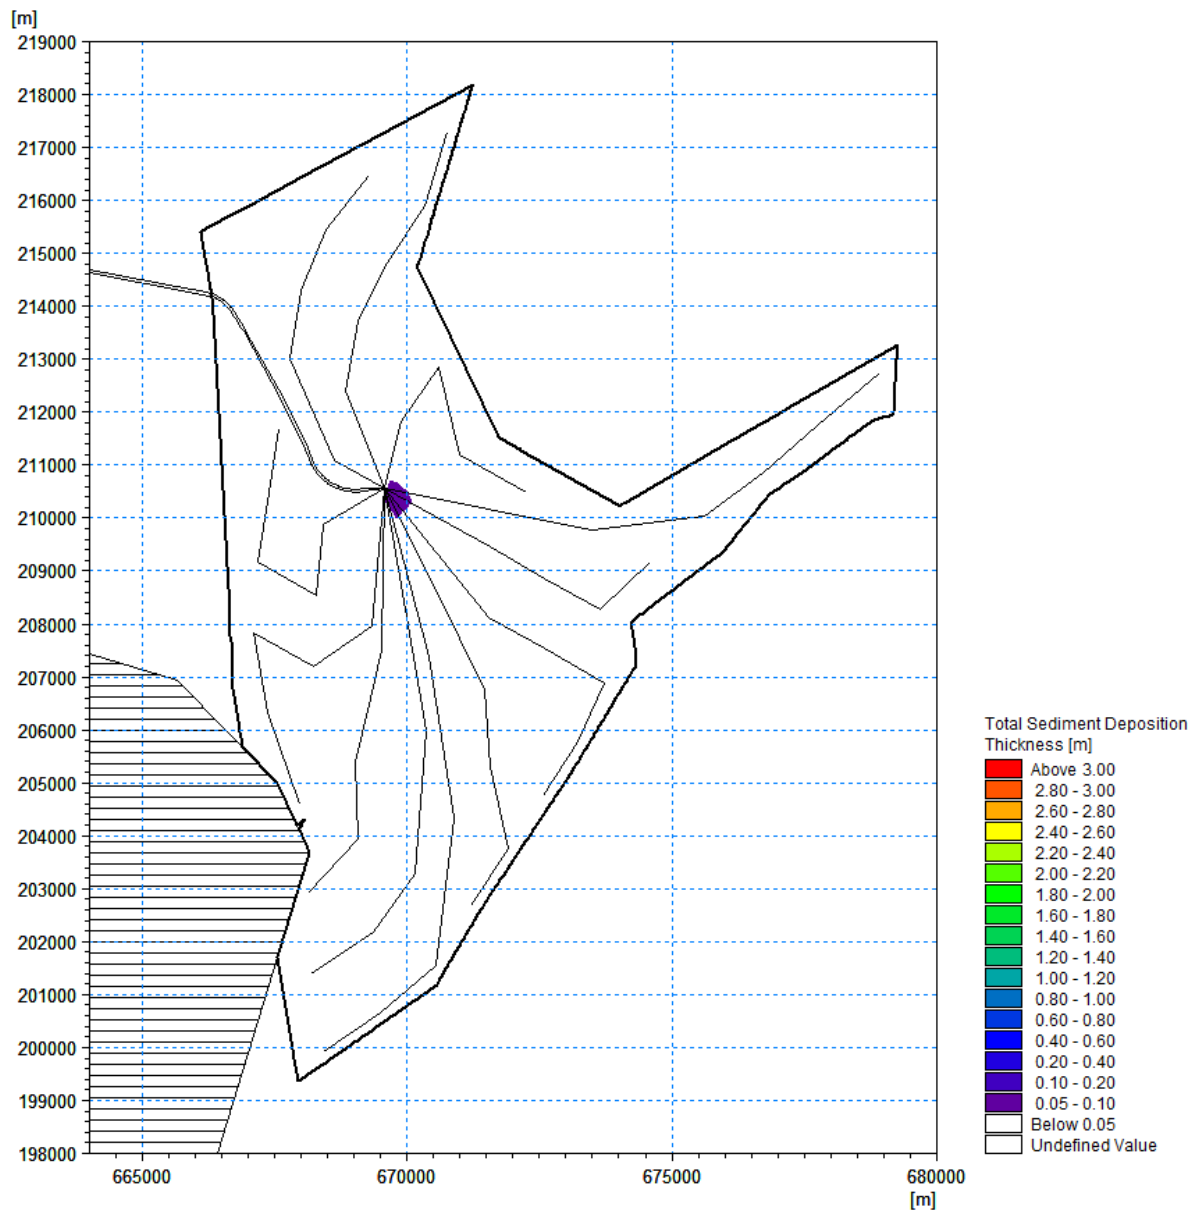 [m]
219000
218000
217000
216000
215000
214000
213000
212000
211000
210000
209000
208000
207000
206000
205000
204000
203000
202000
201000
200000
199000
198000
665000 670000 675000 680000
[m]
Total Sediment Deposition
Thickness [m]
Above 3.00
2.80 - 3.00
2.60 - 2.80
2.40 - 2.60
2.20 - 2.40
2.00 - 2.20
1.80 - 2.00
1.60 - 1.80
1.40 - 1.60
1.20 - 1.40
1.00 - 1.20
0.80 - 1.00
0.60 - 0.80
0.40 - 0.60
0.20 - 0.40
0.10 - 0.20
0.05 - 0.10
Below 0.05
Undefined Value